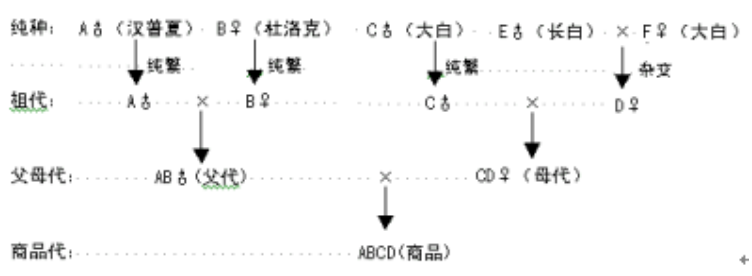 纯种: A♂(汉普夏) B♀(杜洛克) C♂(大白) E♂(长白) × F♀(大白)
纯繁 纯繁 纯繁 杂交
祖代: A♂ × B♀ C♂ × D♀
父母代: AB♂(父代) × CD♀(母代)
商品代: ABCD(商品)